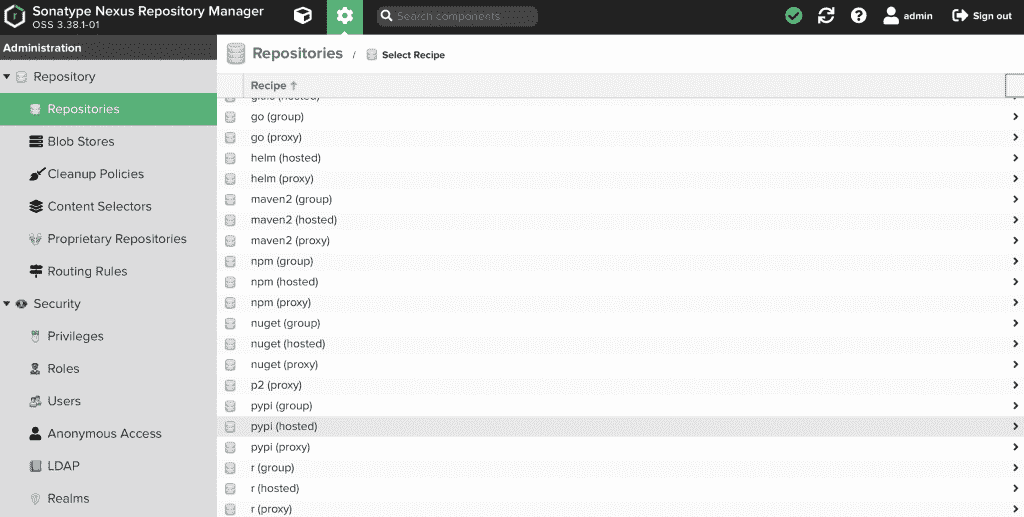 Sonatype Nexus Repository Manager
OSS 3.38.1-01
Search components
admin
Sign out
Administration
Repository
Repositories
Blob Stores
Cleanup Policies
Content Selectors
Proprietary Repositories
Routing Rules
Security
Privileges
Roles
Users
Anonymous Access
LDAP
Realms
Repositories / Select Recipe
Recipe
go (group)
go (proxy)
helm (hosted)
helm (proxy)
maven2 (group)
maven2 (hosted)
maven2 (proxy)
npm (group)
npm (hosted)
npm (proxy)
nuget (group)
nuget (hosted)
nuget (proxy)
p2 (proxy)
pypi (group)
pypi (hosted)
pypi (proxy)
r (group)
r (hosted)
r (proxy)